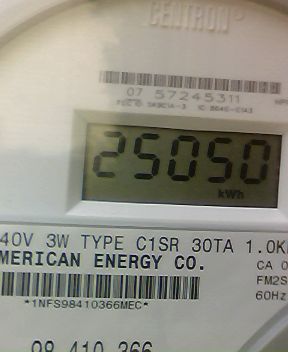 CENTRON®
07 57245311
25050
kWh
40V 3W TYPE C1SR 30TA 1.0K
MERICAN ENERGY CO.
CA 0
FM2S
60Hz
*1NFS98410366MEC*
98 410 366